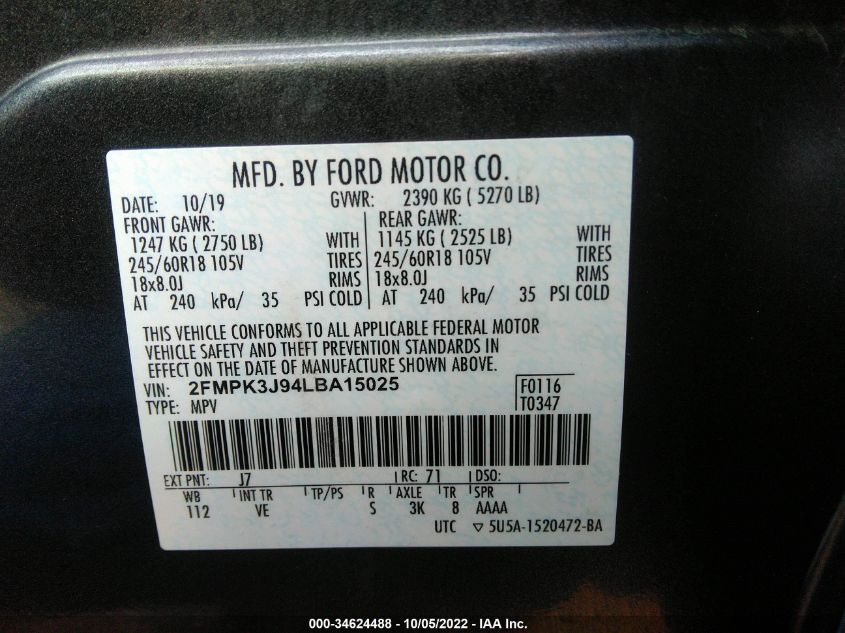 MFD. BY FORD MOTOR CO.
DATE: 10/19 GVWR: 2390 KG ( 5270 LB)
FRONT GAWR: REAR GAWR:
1247 KG ( 2750 LB) WITH 1145 KG ( 2525 LB) WITH
245/60R18 105V TIRES 245/60R18 105V TIRES
18x8.0J RIMS 18x8.0J RIMS
AT 240 kPa/ 35 PSI COLD AT 240 kPa/ 35 PSI COLD
THIS VEHICLE CONFORMS TO ALL APPLICABLE FEDERAL MOTOR
VEHICLE SAFETY AND THEFT PREVENTION STANDARDS IN
EFFECT ON THE DATE OF MANUFACTURE SHOWN ABOVE.
VIN: 2FMPK3J94LBA15025 F0116
TYPE: MPV T0347
EXT PNT: J7 RC: 71 DSO:
WB INT TR TP/PS R AXLE TR SPR
112 VE S 3K 8 AAAA
UTC ▽ 5U5A-1520472-BA
000-34624488 - 10/05/2022 - IAA Inc.